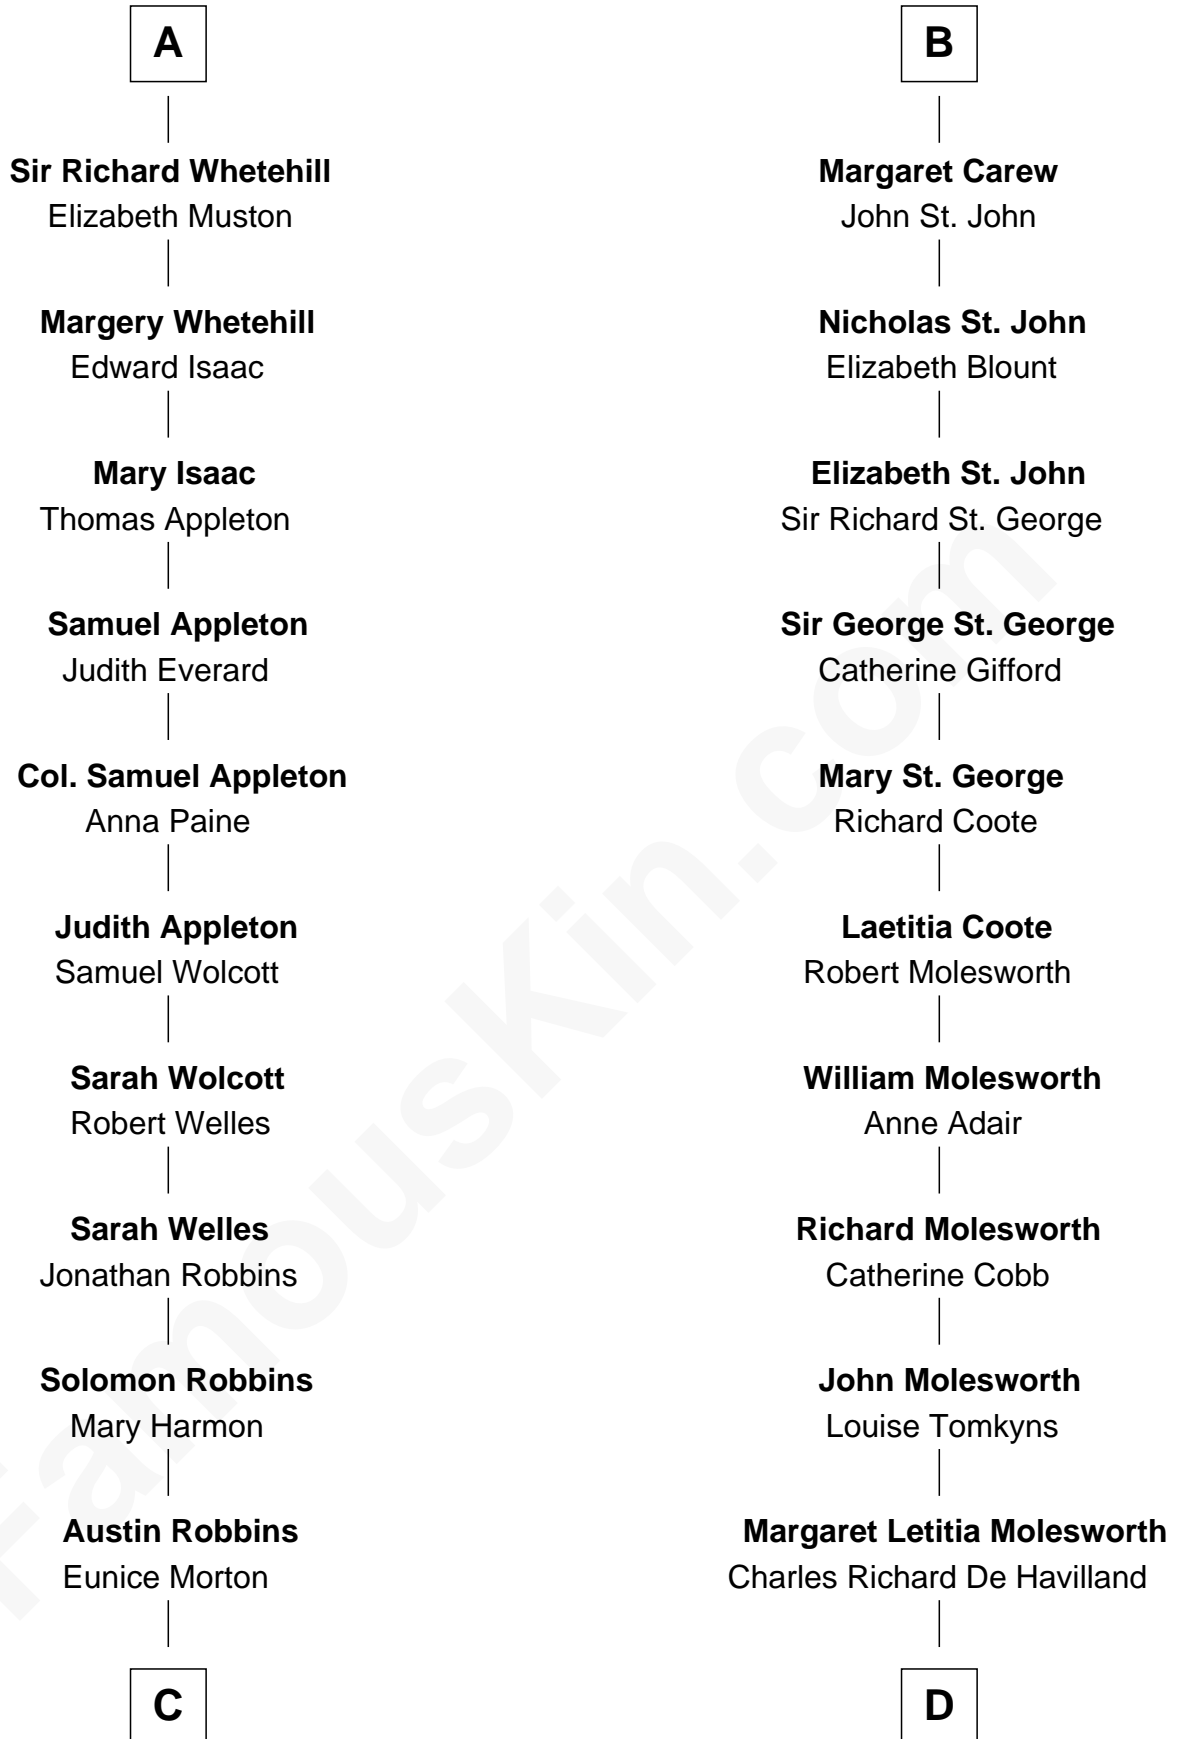 A
Sir Richard Whetehill
Elizabeth Muston
Margery Whetehill
Edward Isaac
Mary Isaac
Thomas Appleton
Samuel Appleton
Judith Everard
Col. Samuel Appleton
Anna Paine
Judith Appleton
Samuel Wolcott
Sarah Wolcott
Robert Welles
Sarah Welles
Jonathan Robbins
Solomon Robbins
Mary Harmon
Austin Robbins
Eunice Morton
C
B
Margaret Carew
John St. John
Nicholas St. John
Elizabeth Blount
Elizabeth St. John
Sir Richard St. George
Sir George St. George
Catherine Gifford
Mary St. George
Richard Coote
Laetitia Coote
Robert Molesworth
William Molesworth
Anne Adair
Richard Molesworth
Catherine Cobb
John Molesworth
Louise Tomkyns
Margaret Letitia Molesworth
Charles Richard De Havilland
D
FamousKin.com